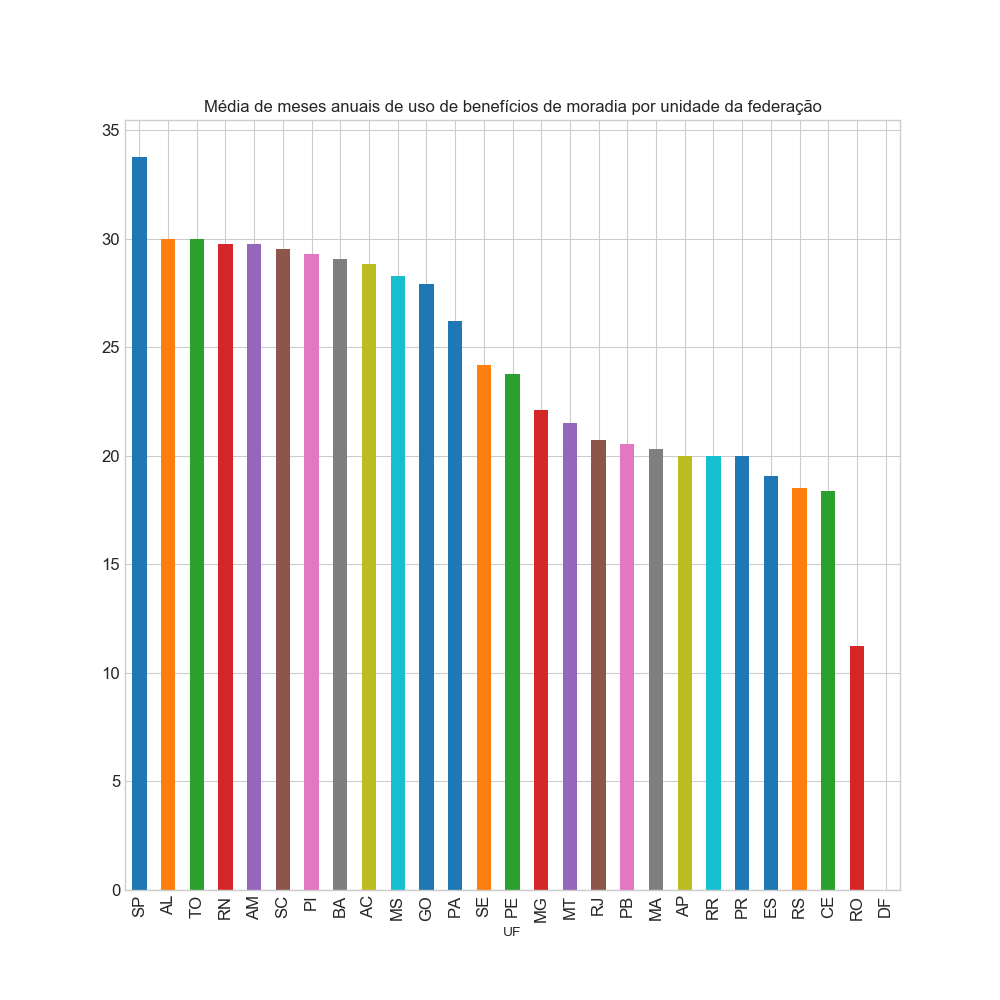 Média de meses anuais de uso de benefícios de moradia por unidade da federação
35
30
25
20
15
10
5
0
SP AL TO RN AM SC PI BA AC MS GO PA SE PE MG MT RJ PB MA AP RR PR ES RS CE RO DF
UF